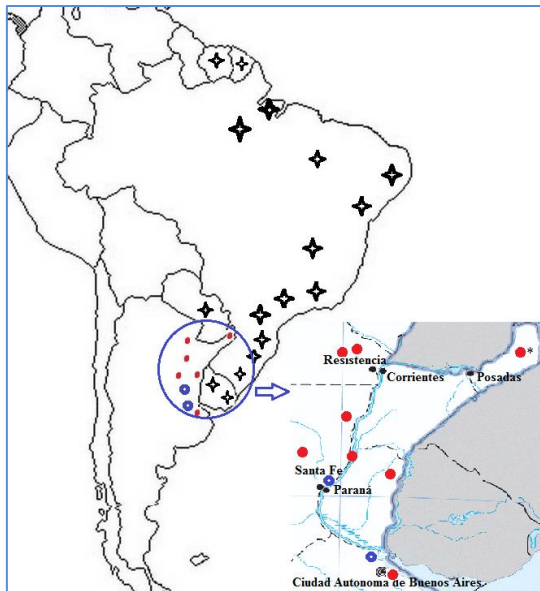 *
Resistencia
Corrientes
Posadas
Santa Fe
Paraná
Ciudad Autonoma de Buenos Aires